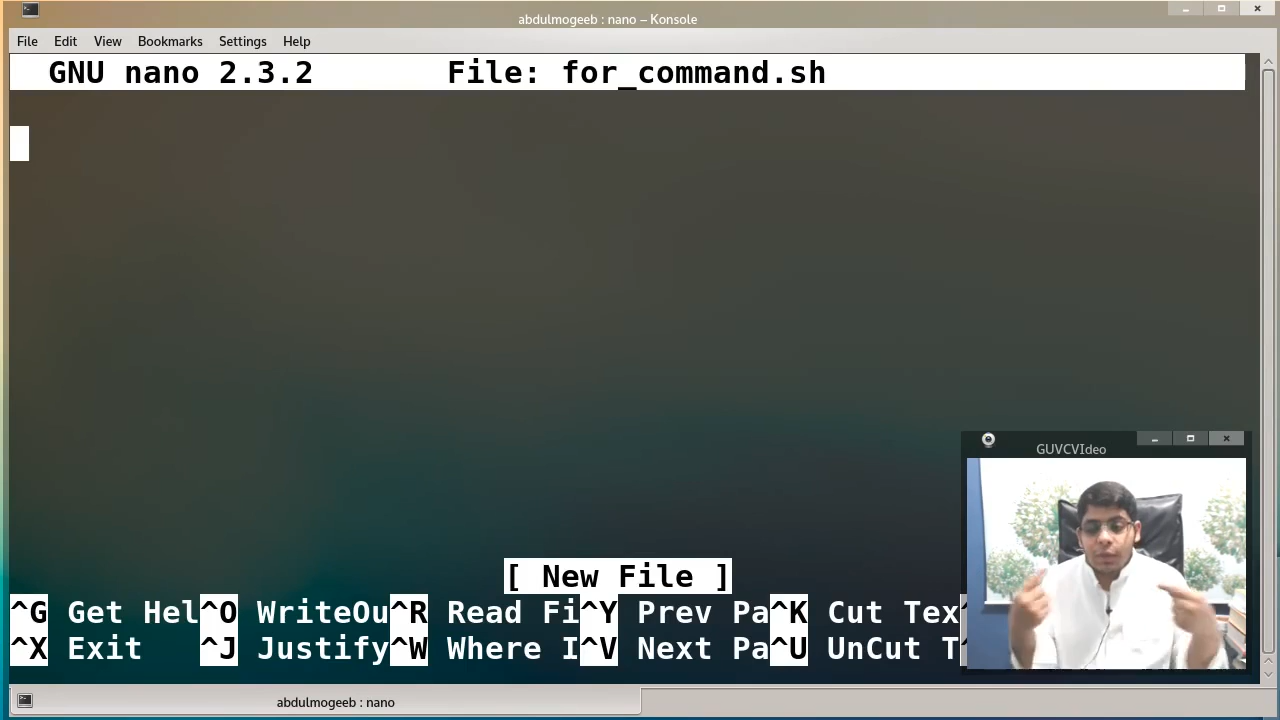 abdulmogeeb : nano – Konsole
File Edit View Bookmarks Settings Help
GNU nano 2.3.2 File: for_command.sh
GUVCVIdeo
[ New File ]
^G Get Hel^O WriteOu^R Read Fi^Y Prev Pa^K Cut Tex^
^X Exit ^J Justify^W Where I^V Next Pa^U UnCut T^
abdulmogeeb : nano